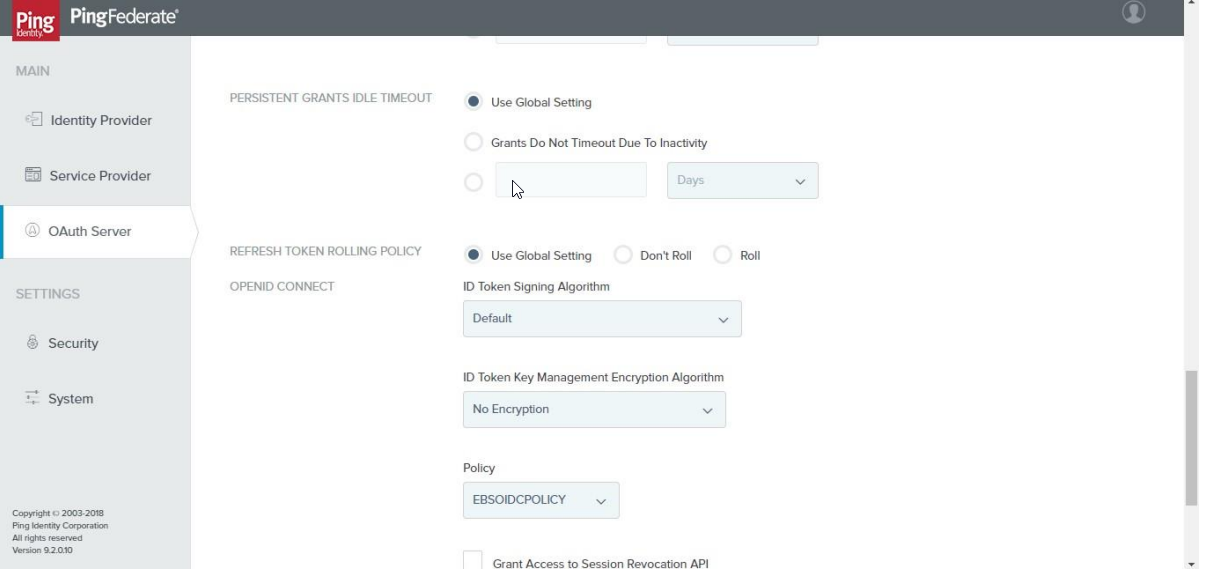 Ping
Identity
PingFederate®
MAIN
Identity Provider
Service Provider
OAuth Server
SETTINGS
Security
System
Copyright © 2003-2018
Ping Identity Corporation
All rights reserved
Version 9.2.0.10
PERSISTENT GRANTS IDLE TIMEOUT
Use Global Setting
Grants Do Not Timeout Due To Inactivity
Days
REFRESH TOKEN ROLLING POLICY
Use Global Setting Don't Roll Roll
OPENID CONNECT
ID Token Signing Algorithm
Default
ID Token Key Management Encryption Algorithm
No Encryption
Policy
EBSOIDCPOLICY
Grant Access to Session Revocation API